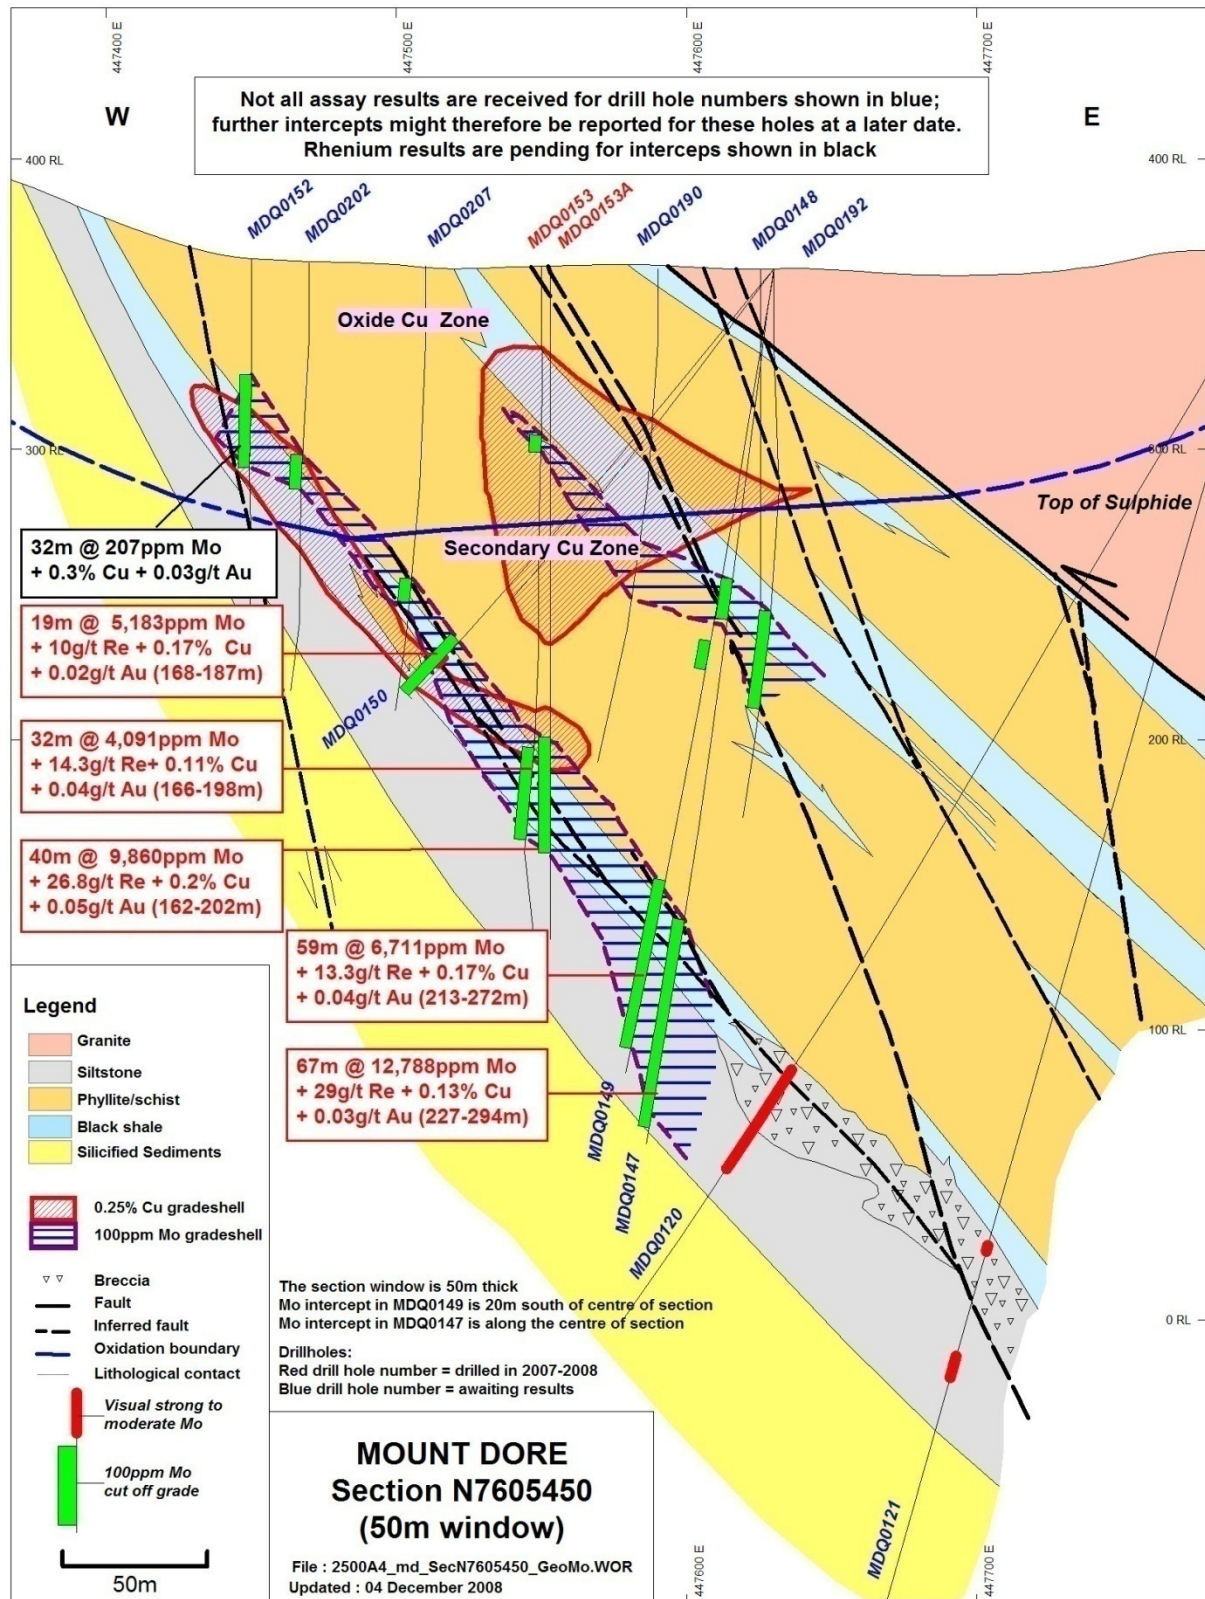 447400 E
447500 E
447600 E
447700 E
W
E
Not all assay results are received for drill hole numbers shown in blue;
further intercepts might therefore be reported for these holes at a later date.
Rhenium results are pending for interceps shown in black
400 RL
400 RL
MDQ0152
MDQ0202
MDQ0207
MDQ0153
MDQ0153A
MDQ0190
MDQ0148
MDQ0192
Oxide Cu Zone
300 RL
300 RL
Top of Sulphide
Secondary Cu Zone
32m @ 207ppm Mo
+ 0.3% Cu + 0.03g/t Au
19m @ 5,183ppm Mo
+ 10g/t Re + 0.17% Cu
+ 0.02g/t Au (168-187m)
MDQ0150
32m @ 4,091ppm Mo
+ 14.3g/t Re+ 0.11% Cu
+ 0.04g/t Au (166-198m)
200 RL
40m @ 9,860ppm Mo
+ 26.8g/t Re + 0.2% Cu
+ 0.05g/t Au (162-202m)
59m @ 6,711ppm Mo
+ 13.3g/t Re + 0.17% Cu
+ 0.04g/t Au (213-272m)
100 RL
67m @ 12,788ppm Mo
+ 29g/t Re + 0.13% Cu
+ 0.03g/t Au (227-294m)
MDQ0149
MDQ0147
MDQ0120
MDQ0121
0 RL
Legend
Granite
Siltstone
Phyllite/schist
Black shale
Silicified Sediments
0.25% Cu gradeshell
100ppm Mo gradeshell
Breccia
Fault
Inferred fault
Oxidation boundary
Lithological contact
Visual strong to
moderate Mo
100ppm Mo
cut off grade
50m
The section window is 50m thick
Mo intercept in MDQ0149 is 20m south of centre of section
Mo intercept in MDQ0147 is along the centre of section
Drillholes:
Red drill hole number = drilled in 2007-2008
Blue drill hole number = awaiting results
MOUNT DORE
Section N7605450
(50m window)
File : 2500A4_md_SecN7605450_GeoMo.WOR
Updated : 04 December 2008
447600 E
447700 E